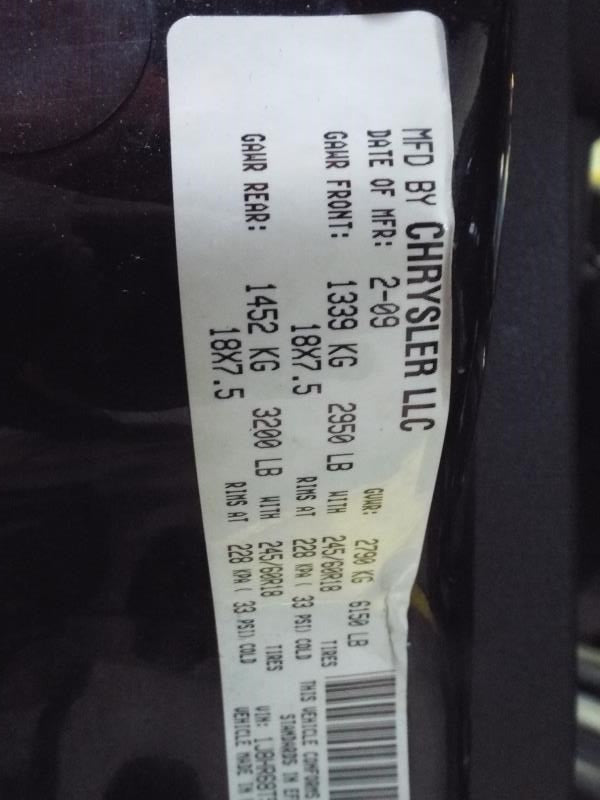 MFD BY CHRYSLER LLC
DATE OF MFR: 2-09 GVWR: 2790 KG 6150 LB
GAWR FRONT: 1339 KG 2950 LB WITH 245/60R18 TIRES
18X7.5 RIMS AT 228 KPA ( 33 PSI) COLD
GAWR REAR: 1452 KG 3200 LB WITH 245/60R18 TIRES
18X7.5 RIMS AT 228 KPA ( 33 PSI) COLD
THIS VEHICLE CONFORMS
STANDARDS IN
VIN:
VEHICLE MADE IN